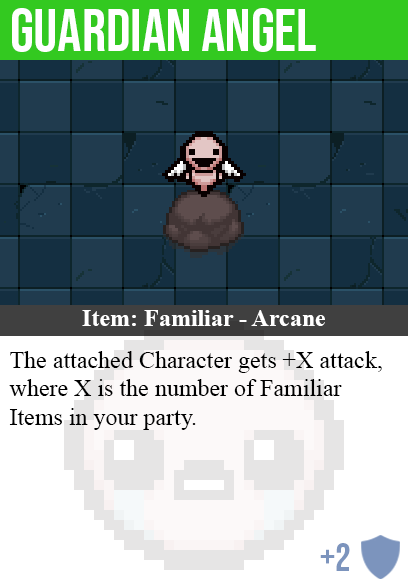 GUARDIAN ANGEL
Item: Familiar - Arcane
The attached Character gets +X attack,
where X is the number of Familiar
Items in your party.
+2